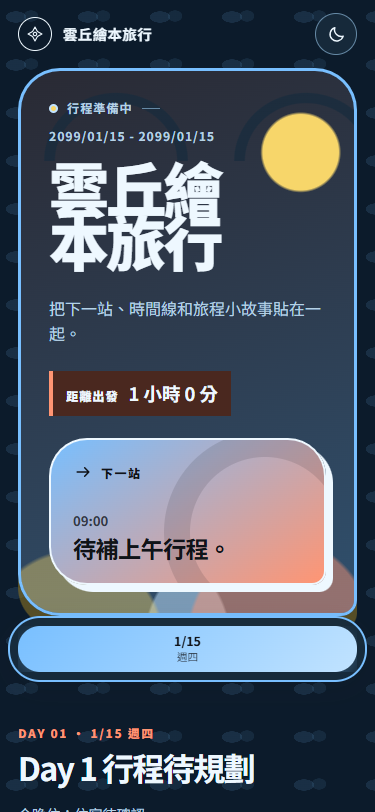 雲丘繪本旅行
行程準備中
2099/01/15 - 2099/01/15
雲丘繪
本旅行
把下一站、時間線和旅程小故事貼在一
起。
距離出發 1 小時 0 分
下一站
09:00
待補上午行程。
1/15
週四
DAY 01 · 1/15 週四
Day 1 行程待規劃